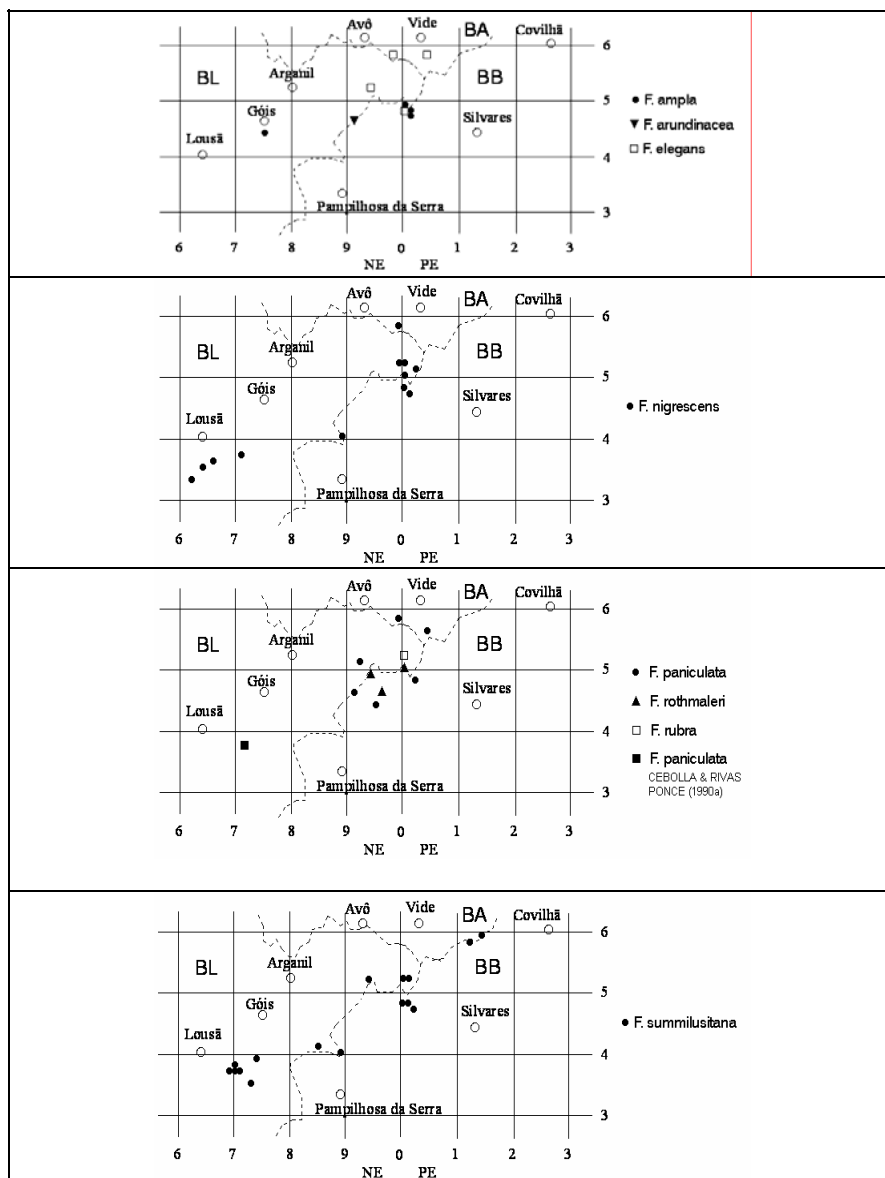 Avô Vide BA Covilhã
6
BL Arganil BB
5
Góis Silvares
Lousã
4
Pampilhosa da Serra
3
6 7 8 9 0 1 2 3
NE PE
F. ampla
F. arundinacea
F. elegans
Avô Vide BA Covilhã
6
BL Arganil BB
5
Góis Silvares
Lousã
4
Pampilhosa da Serra
3
6 7 8 9 0 1 2 3
NE PE
F. nigrescens
Avô Vide BA Covilhã
6
BL Arganil BB
5
Góis Silvares
Lousã
4
Pampilhosa da Serra
3
6 7 8 9 0 1 2 3
NE PE
F. paniculata
F. rothmaleri
F. rubra
F. paniculata
CEBOLLA & RIVAS
PONCE (1990a)
Avô Vide BA Covilhã
6
BL Arganil BB
5
Góis Silvares
Lousã
4
Pampilhosa da Serra
3
6 7 8 9 0 1 2 3
NE PE
F. summilusitana